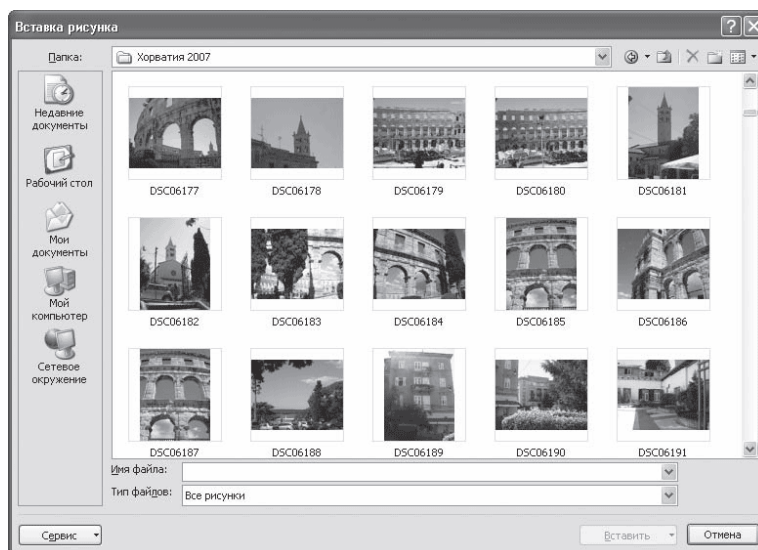 Вставка рисунка
Папка:
Хорватия 2007
Недавние
документы
Рабочий стол
Мои
документы
Мой
компьютер
Сетевое
окружение
DSC06177 DSC06178 DSC06179 DSC06180 DSC06181
DSC06182 DSC06183 DSC06184 DSC06185 DSC06186
DSC06187 DSC06188 DSC06189 DSC06190 DSC06191
Имя файла:
Тип файлов: Все рисунки
Сервис Вставить Отмена